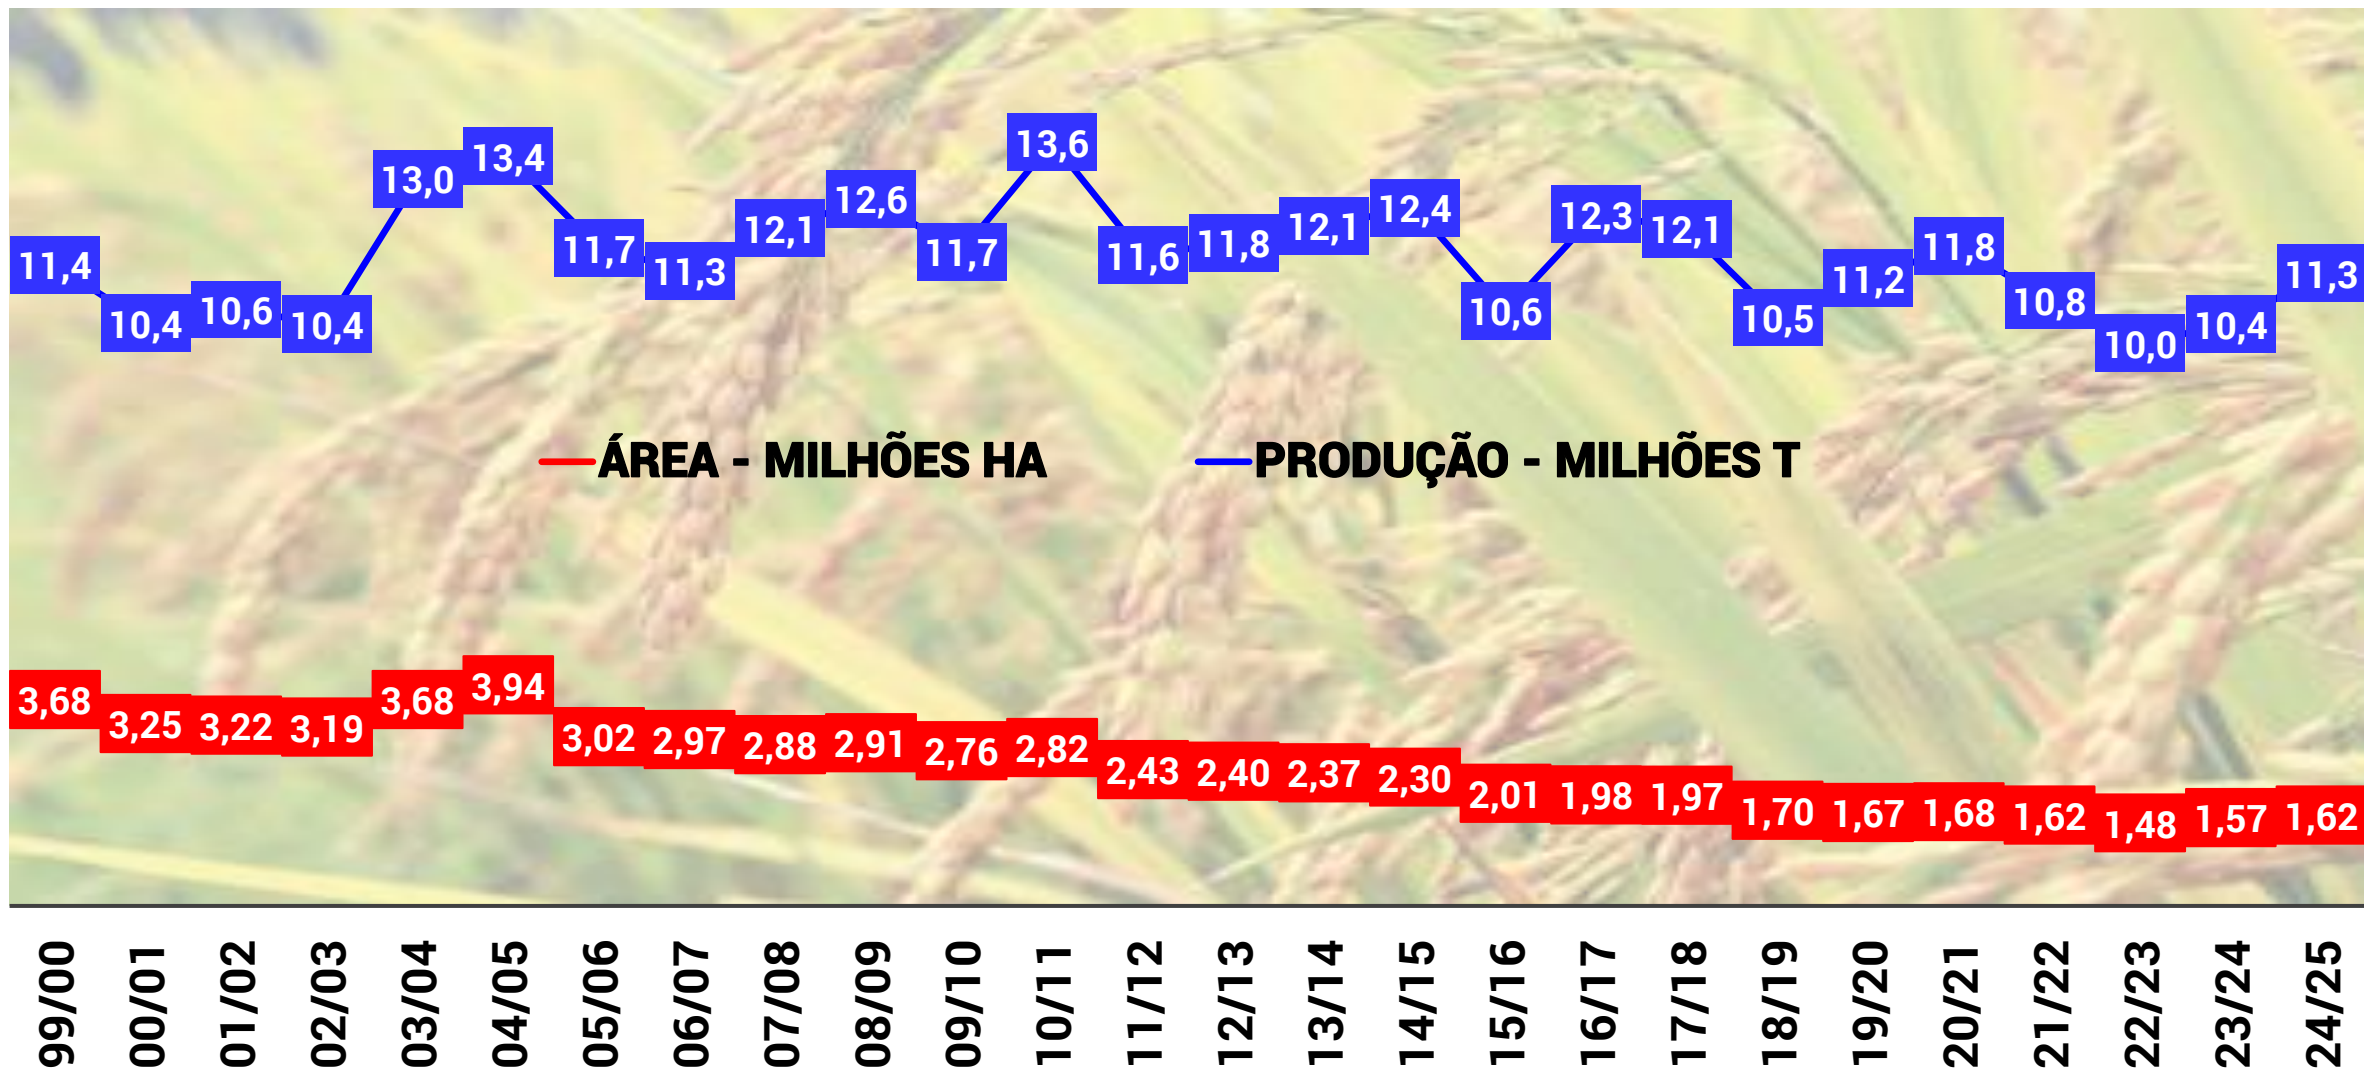 11,4 10,4 10,6 10,4 13,0 13,4 11,7 11,3 12,1 12,6 11,7 13,6 11,6 11,8 12,1 12,4 10,6 12,3 12,1 10,5 11,2 11,8 10,8 10,0 10,4 11,3
ÁREA - MILHÕES HA PRODUÇÃO - MILHÕES T
3,68 3,25 3,22 3,19 3,68 3,94 3,02 2,97 2,88 2,91 2,76 2,82 2,43 2,40 2,37 2,30 2,01 1,98 1,97 1,70 1,67 1,68 1,62 1,48 1,57 1,62
99/00 00/01 01/02 02/03 03/04 04/05 05/06 06/07 07/08 08/09 09/10 10/11 11/12 12/13 13/14 14/15 15/16 16/17 17/18 18/19 19/20 20/21 21/22 22/23 23/24 24/25